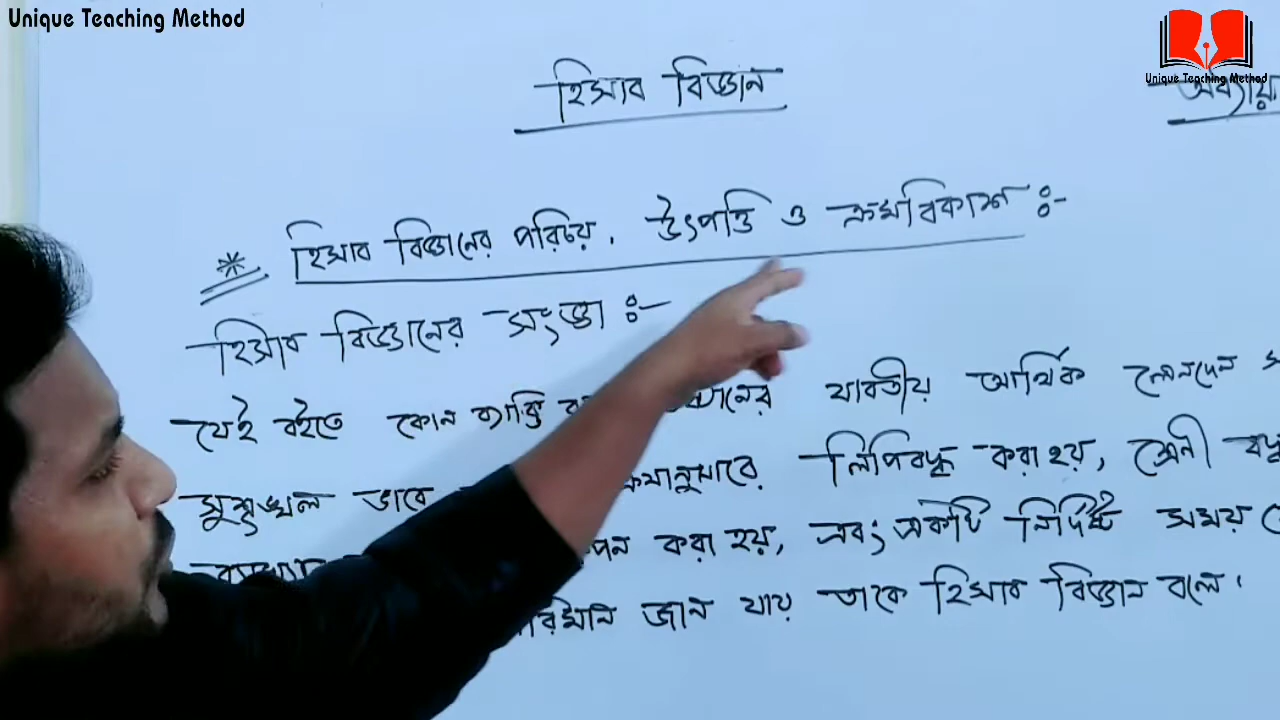 Unique Teaching Method
Unique Teaching Method
হিসাব বিজ্ঞান
হিসাব বিজ্ঞানের পরিচয়, উৎপত্তি ও ক্রমবিকাশ ঃ-
হিসাব বিজ্ঞানের সংজ্ঞা ঃ-
যেই বইতে কোন ব্যাক্তি যাবতীয় আর্থিক লেনদেন
সুশৃঙ্খল ভাবে লিপিবদ্ধ করা হয়, শ্রেনী
করা হয়, এবং একটি নির্দিষ্ট সময়
জান যায় তাকে হিসাব বিজ্ঞান বলে।